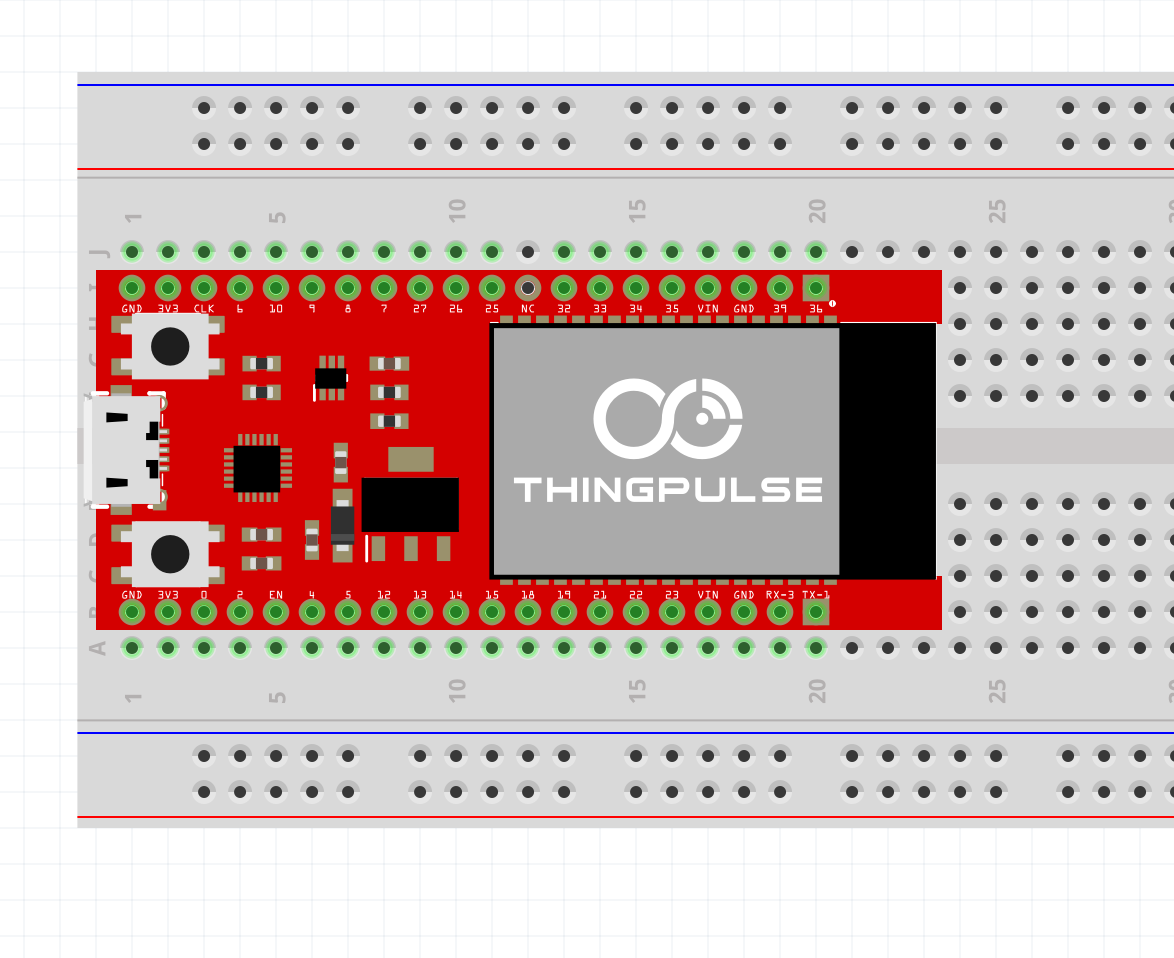 1 5 10 15 20 25
J
I
GND 3V3 CLK 6 10 9 8 7 27 26 25 NC 32 33 34 35 VIN GND 39 36
H
G
THINGPULSE
D
C
GND 3V3 0 2 EN 4 5 12 13 14 15 18 19 21 22 23 VIN GND RX-3 TX-1
B
A
1 5 10 15 20 25